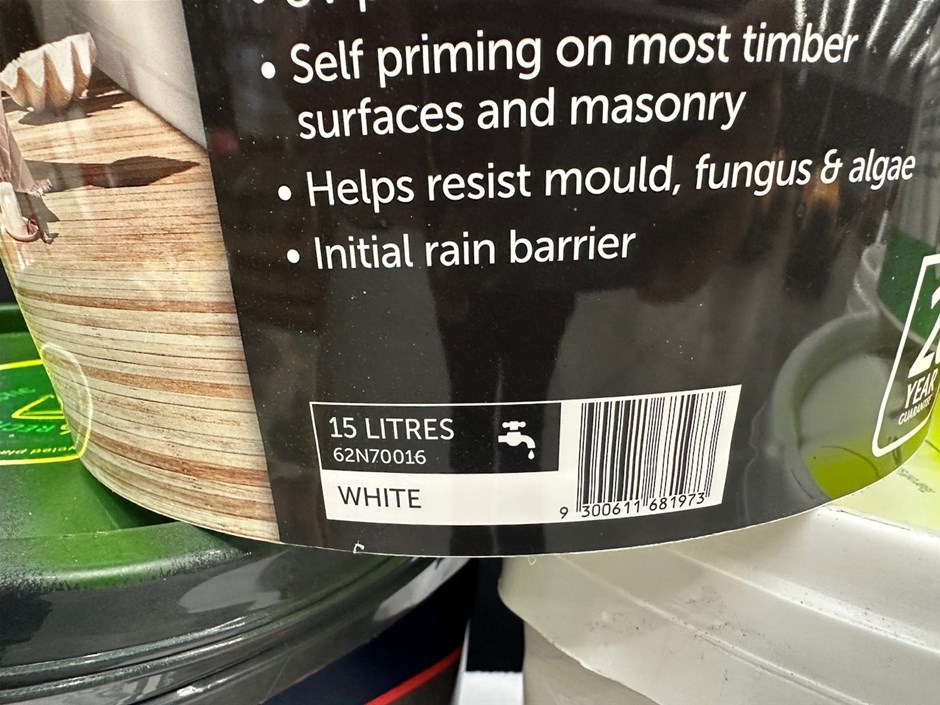 • Self priming on most timber
surfaces and masonry
• Helps resist mould, fungus & algae
• Initial rain barrier
15 LITRES
62N70016
WHITE
9 300611 681973
YEAR